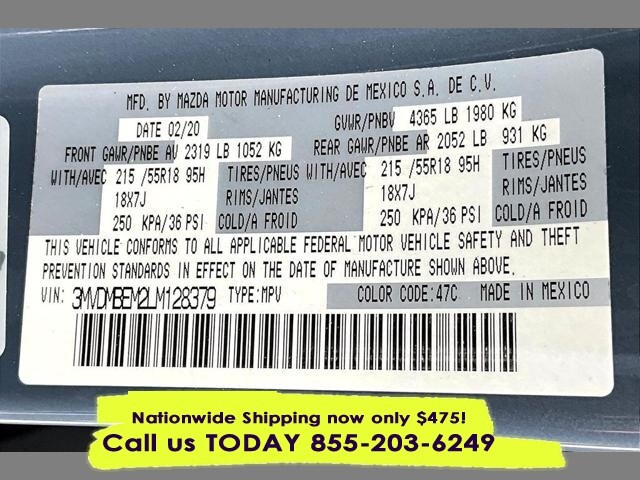 MFD. BY MAZDA MOTOR MANUFACTURING DE MEXICO S.A. DE C.V.
DATE 02/20 GVWR/PNBV 4365 LB 1980 KG
FRONT GAWR/PNBE AV 2319 LB 1052 KG REAR GAWR/PNBE AR 2052 LB 931 KG
WITH/AVEC 215 /55R18 95H TIRES/PNEUS WITH/AVEC 215 /55R18 95H TIRES/PNEUS
18X7J RIMS/JANTES 18X7J RIMS/JANTES
250 KPA/36 PSI COLD/A FROID 250 KPA/36 PSI COLD/A FROID
THIS VEHICLE CONFORMS TO ALL APPLICABLE FEDERAL MOTOR VEHICLE SAFETY AND THEFT
PREVENTION STANDARDS IN EFFECT ON THE DATE OF MANUFACTURE SHOWN ABOVE.
VIN: 3MVDMBEM2LM128379 TYPE:MPV COLOR CODE:47C MADE IN MEXICO
Nationwide Shipping now only $475!
Call us TODAY 855-203-6249